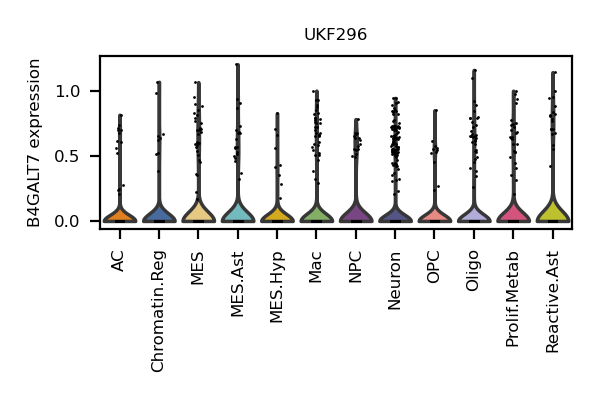 UKF296
B4GALT7 expression
1.0
0.5
0.0
AC
Chromatin.Reg
MES
MES.Ast
MES.Hyp
Mac
NPC
Neuron
OPC
Oligo
Prolif.Metab
Reactive.Ast